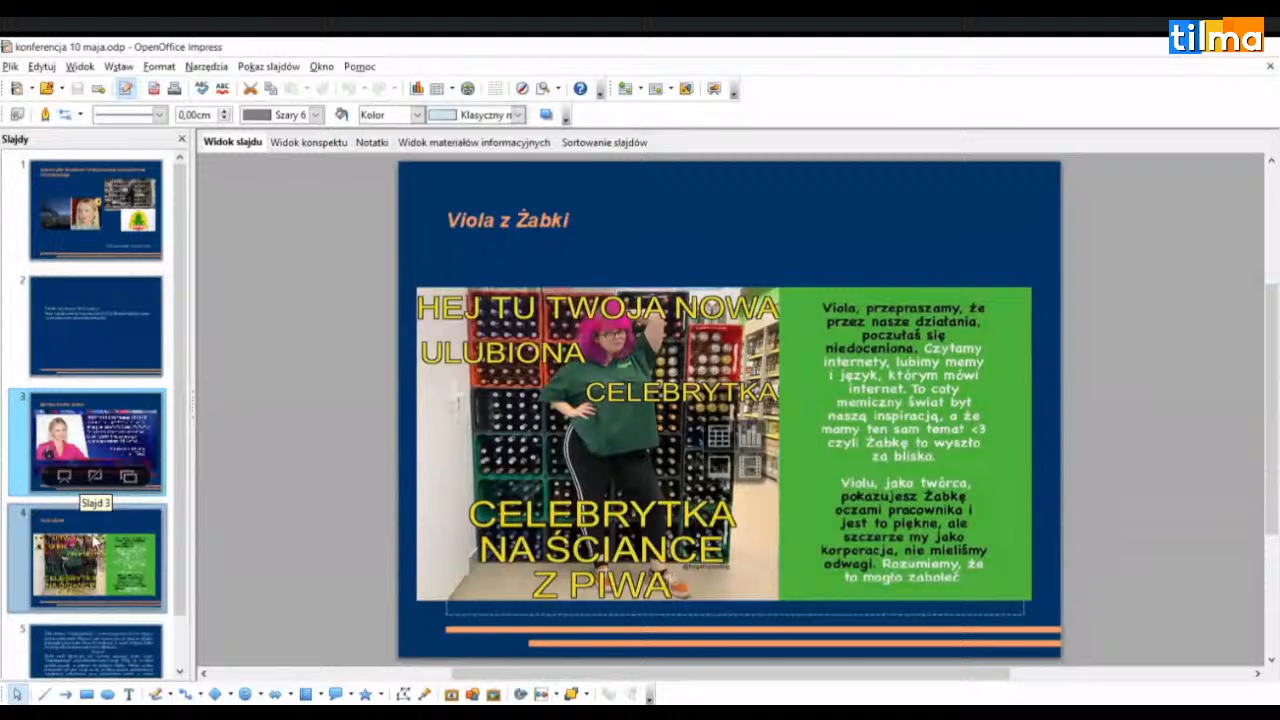 tilma
konferencja 10 maja.odp - OpenOffice Impress
Plik Edytuj Widok Wstaw Format Narzędzia Pokaz slajdów Okno Pomoc
0,00cm Szary 6 Kolor Klasyczny n
Slajdy
Widok slajdu Widok konspektu Notatki Widok materiałów informacyjnych Sortowanie slajdów
1
2
3
Slajd 3
4
5
Viola z Żabki
HEJ TU TWOJA NOWA
ULUBIONA
CELEBRYTKA
CELEBRYTKA
NA ŚCIANCE
Z PIWA
Viola, przepraszamy, że
przez nasze działania,
poczułaś się
niedoceniona. Czytamy
internety, lubimy memy
i język, którym mówi
internet. To cały
memiczny świat był
naszą inspiracją, a że
mamy ten sam temat <3
czyli Żabkę to wyszło
za blisko.
Violu, jako twórca,
pokazujesz Żabkę
oczami pracownika i
jest to piękne, ale
szczerze my jako
korporacja, nie mieliśmy
odwagi. Rozumiemy, że
to mogło zaboleć